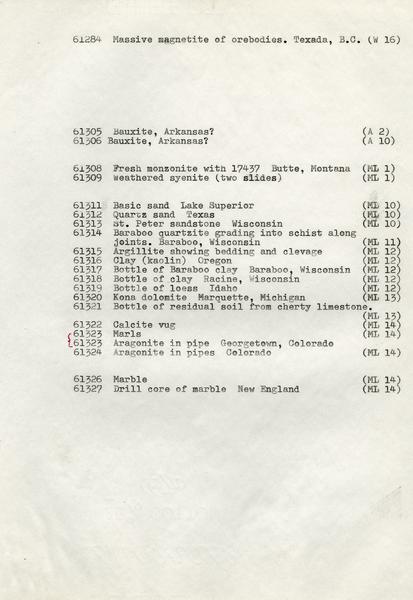 61284 Massive magnetite of orebodies. Texada, B.C. (W 16)
61305 Bauxite, Arkansas? (A 2)
61306 Bauxite, Arkansas? (A 10)
61308 Fresh monzonite with 17437 Butte, Montana (ML 1)
61309 Weathered syenite (two slides) (ML 1)
61311 Basic sand Lake Superior (ML 10)
61312 Quartz sand Texas (ML 10)
61313 St. Peter sandstone Wisconsin (ML 10)
61314 Baraboo quartzite grading into schist along
joints. Baraboo, Wisconsin (ML 11)
61315 Argillite showing bedding and clevage (ML 12)
61316 Clay (kaolin) Oregon (ML 12)
61317 Bottle of Baraboo clay Baraboo, Wisconsin (ML 12)
61318 Bottle of clay Racine, Wisconsin (ML 12)
61319 Bottle of loess Idaho (ML 12)
61320 Kona dolomite Marquette, Michigan (ML 13)
61321 Bottle of residual soil from cherty limestone.
(ML 13)
61322 Calcite vug (ML 14)
61323 Marls (ML 14)
61323 Aragonite in pipe Georgetown, Colorado
61324 Aragonite in pipes Colorado (ML 14)
61326 Marble (ML 14)
61327 Drill core of marble New England (ML 14)